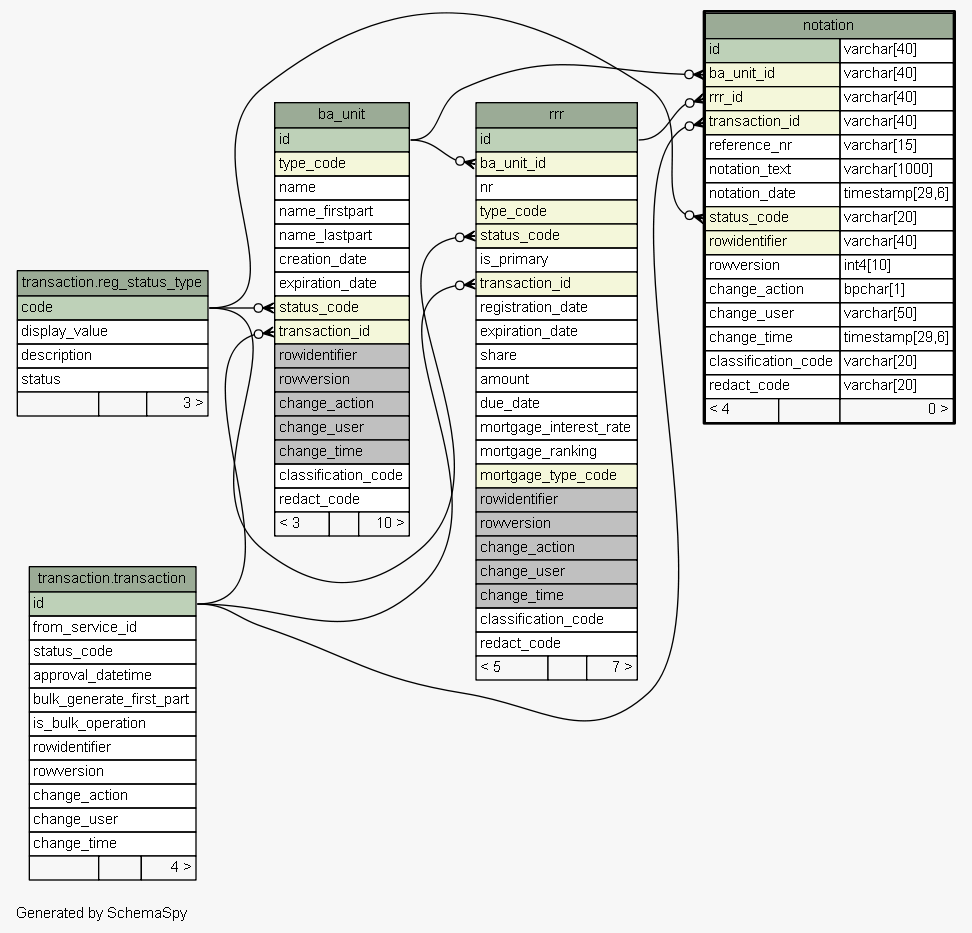 notation
id varchar[40]
ba_unit_id varchar[40]
rrr_id varchar[40]
transaction_id varchar[40]
reference_nr varchar[15]
notation_text varchar[1000]
notation_date timestamp[29,6]
status_code varchar[20]
rowidentifier varchar[40]
rowversion int4[10]
change_action bpchar[1]
change_user varchar[50]
change_time timestamp[29,6]
classification_code varchar[20]
redact_code varchar[20]
< 4 0 >
ba_unit
id
type_code
name
name_firstpart
name_lastpart
creation_date
expiration_date
status_code
transaction_id
rowidentifier
rowversion
change_action
change_user
change_time
classification_code
redact_code
< 3 10 >
rrr
id
ba_unit_id
nr
type_code
status_code
is_primary
transaction_id
registration_date
expiration_date
share
amount
due_date
mortgage_interest_rate
mortgage_ranking
mortgage_type_code
rowidentifier
rowversion
change_action
change_user
change_time
classification_code
redact_code
< 5 7 >
transaction.reg_status_type
code
display_value
description
status
3 >
transaction.transaction
id
from_service_id
status_code
approval_datetime
bulk_generate_first_part
is_bulk_operation
rowidentifier
rowversion
change_action
change_user
change_time
4 >
Generated by SchemaSpy